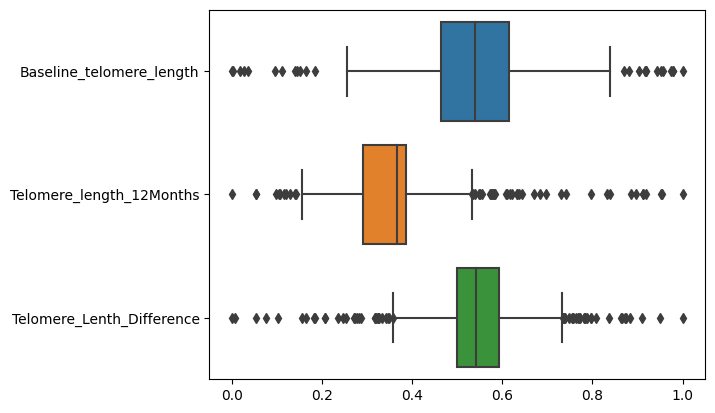 Baseline_telomere_length
Telomere_length_12Months
Telomere_Lenth_Difference
0.0 0.2 0.4 0.6 0.8 1.0